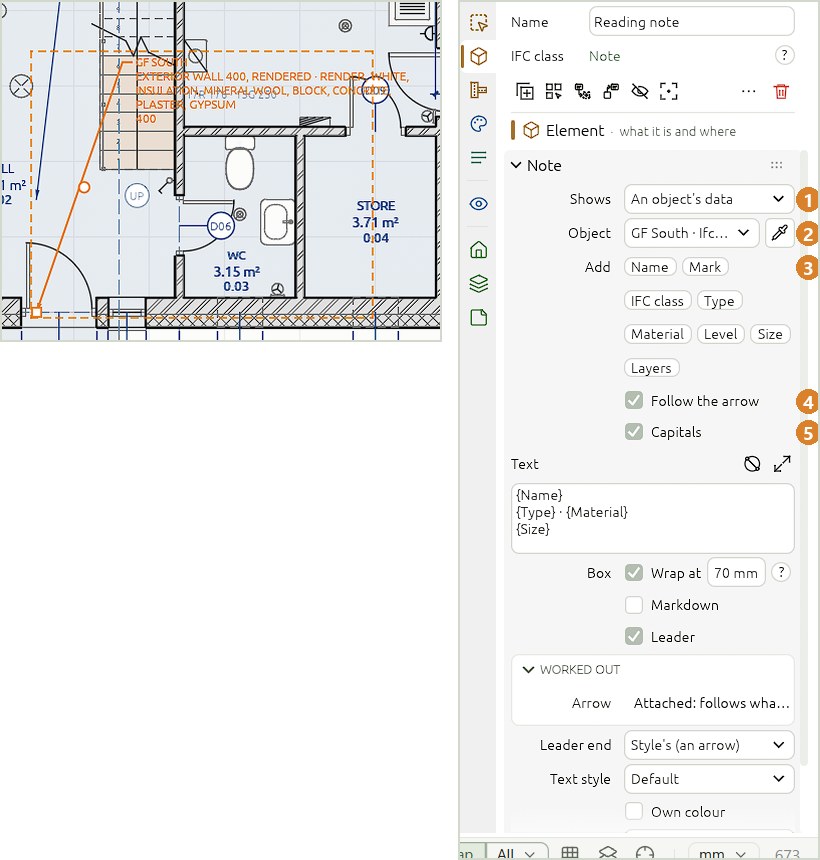 GF SOUTH
EXTERIOR WALL 400, RENDERED · RENDER, WHITE,
INSULATION, MINERAL WOOL, BLOCK, CONCRETE
PLASTER, GYPSUM
400
UP
D06
WC
3.15 m²
0.03
STORE
3.71 m²
0.04
LL
1 m²
02
Name
Reading note
IFC class
Note
?
Element · what it is and where
Note
Shows
An object's data
1
Object
GF South · Ifc...
2
Add
Name
Mark
3
IFC class
Type
Material
Level
Size
Layers
Follow the arrow
4
Capitals
5
Text
{Name}
{Type} · {Material}
{Size}
Box
Wrap at
70 mm
?
Markdown
Leader
WORKED OUT
Arrow
Attached: follows wha...
Leader end
Style's (an arrow)
Text style
Default
Own colour
ap
All
mm
673